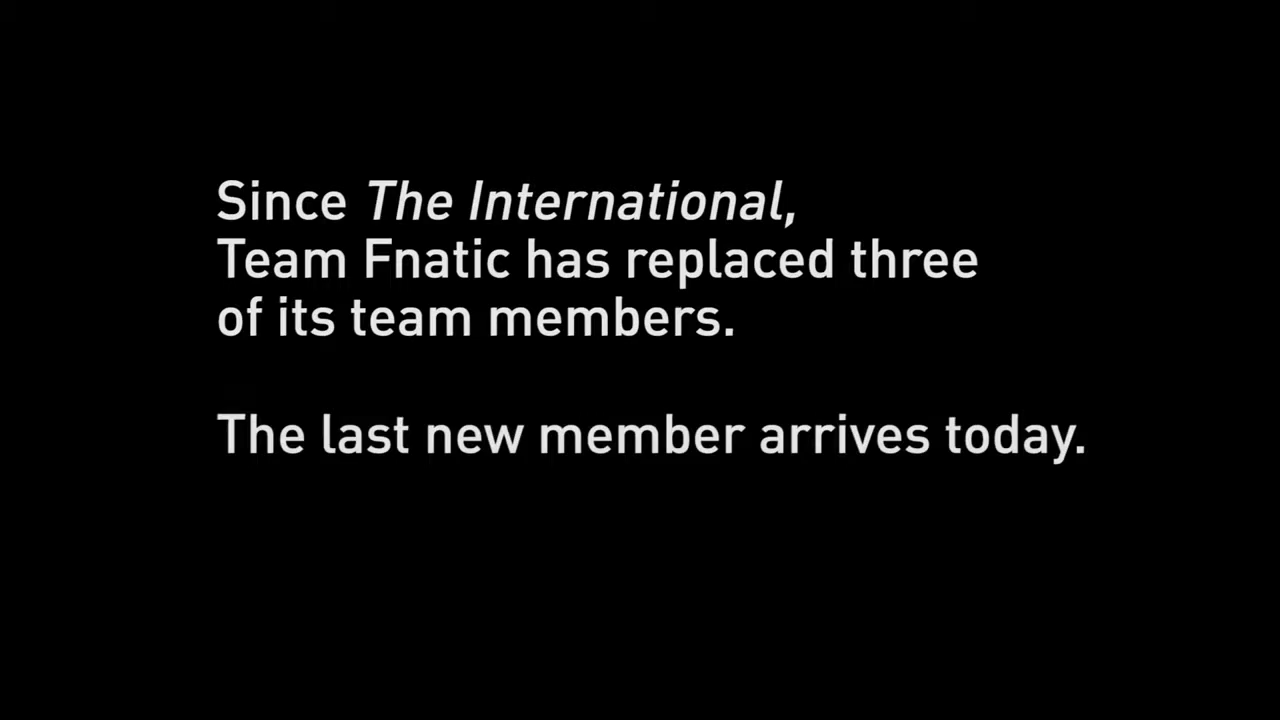 Since The International,
Team Fnatic has replaced three
of its team members.
The last new member arrives today.